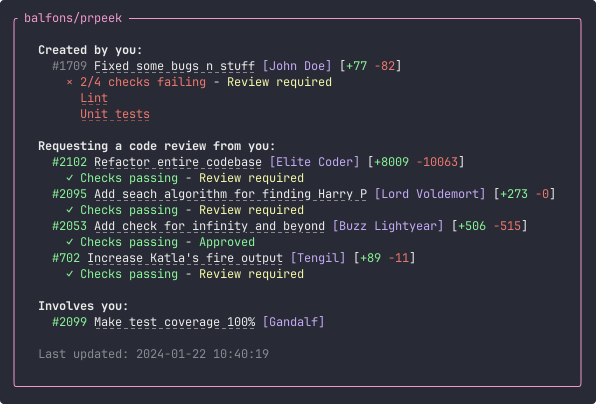 balfons/prpeek
Created by you:
#1709 Fixed some bugs n stuff [John Doe] [+77 -82]
× 2/4 checks failing - Review required
Lint
Unit tests
Requesting a code review from you:
#2102 Refactor entire codebase [Elite Coder] [+8009 -10063]
✓ Checks passing - Review required
#2095 Add seach algorithm for finding Harry P [Lord Voldemort] [+273 -0]
✓ Checks passing - Review required
#2053 Add check for infinity and beyond [Buzz Lightyear] [+506 -515]
✓ Checks passing - Approved
#702 Increase Katla's fire output [Tengil] [+89 -11]
✓ Checks passing - Review required
Involves you:
#2099 Make test coverage 100% [Gandalf]
Last updated: 2024-01-22 10:40:19